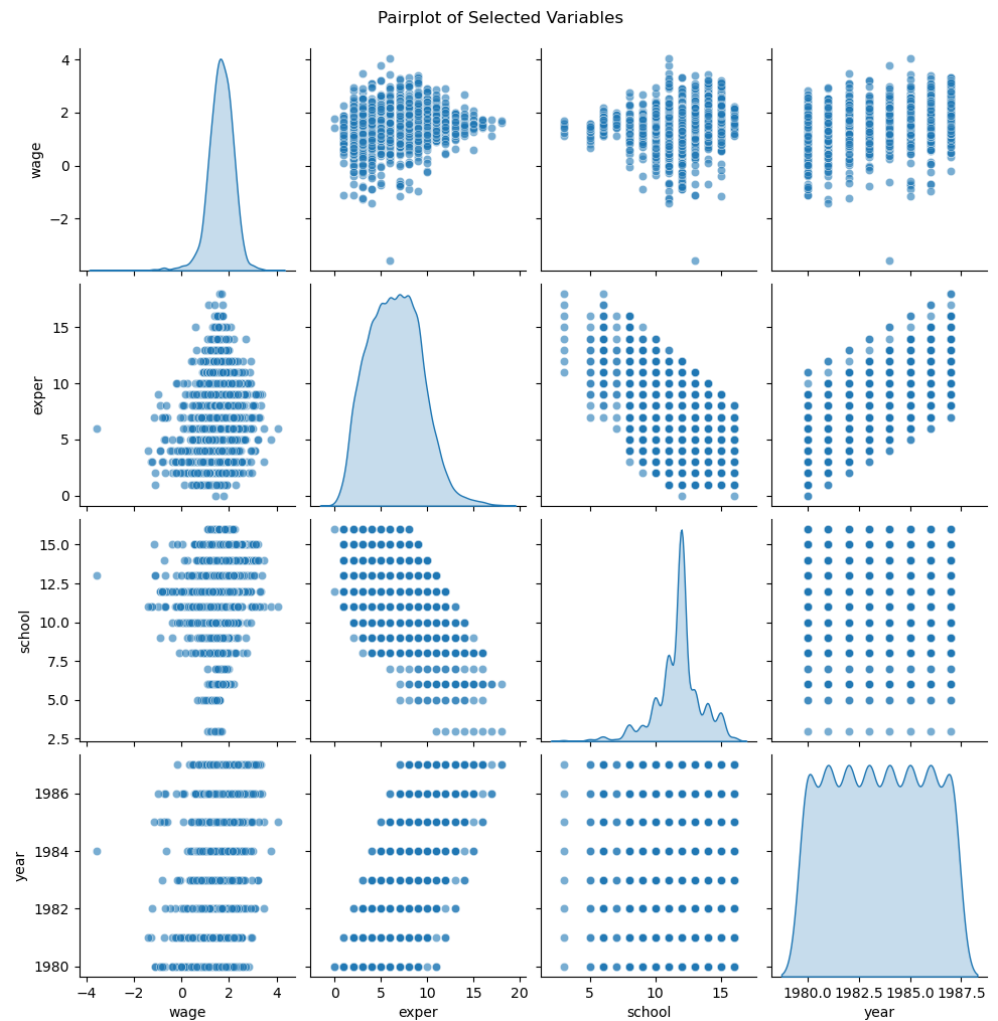 Pairplot of Selected Variables
4
2
0
−2
wage
15
10
5
0
exper
15.0
12.5
10.0
7.5
5.0
2.5
school
1986
1984
1982
1980
year
−4 −2 0 2 4
0 5 10 15 20
5 10 15
1980.0 1982.5 1985.0 1987.5
wage exper school year